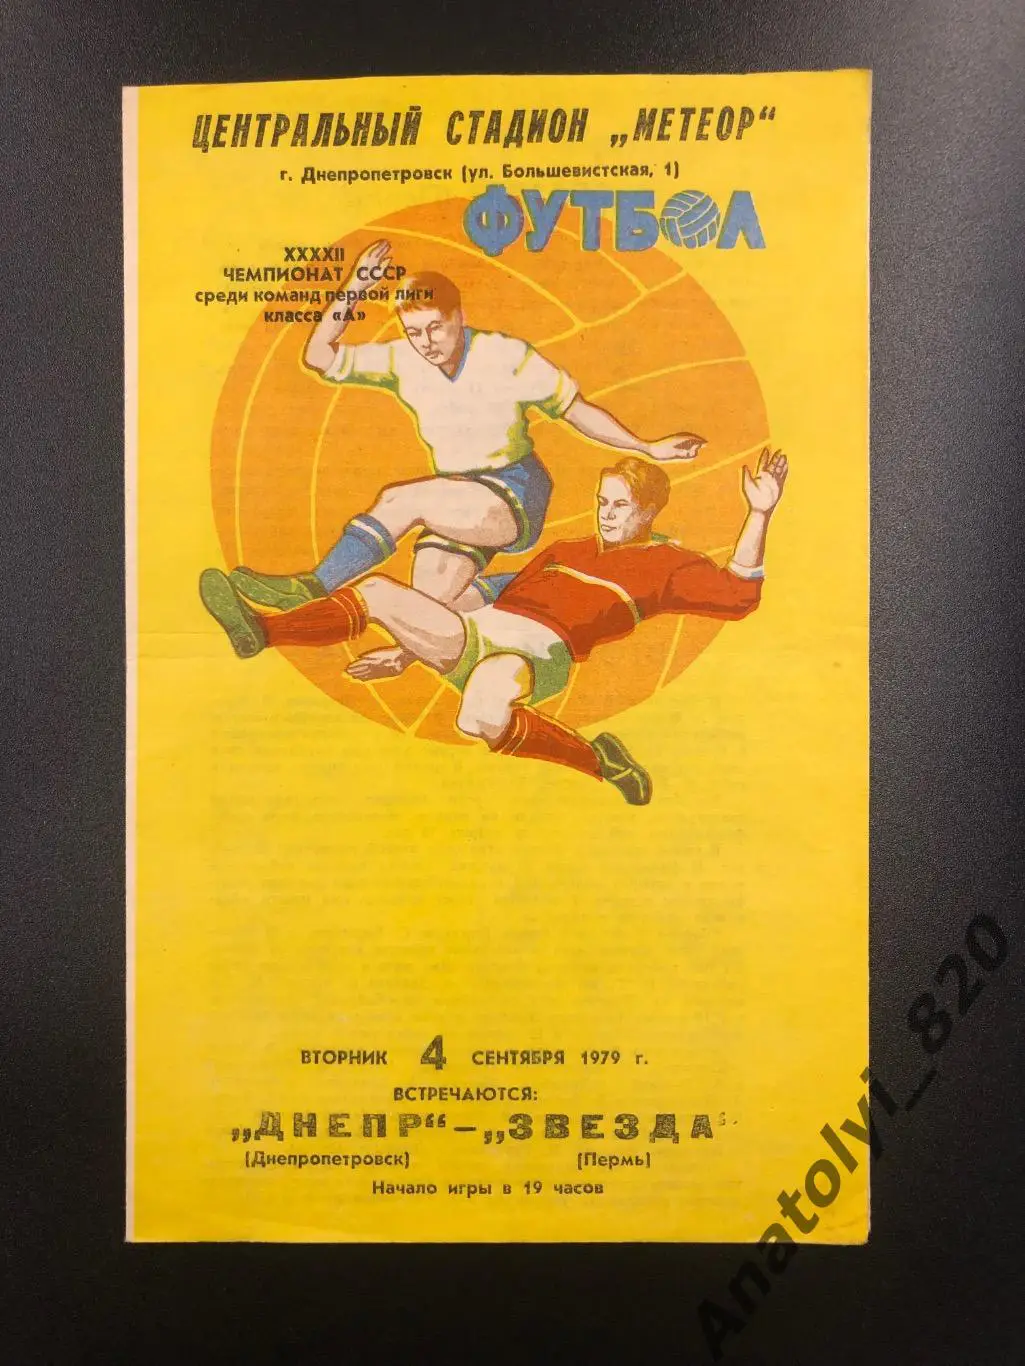 ЦЕНТРАЛЬНЫЙ СТАДИОН „МЕТЕОР“
г. Днепропетровск (ул. Большевистская, 1)
ФУТБОЛ
XXXXII
ЧЕМПИОНАТ СССР
среди команд первой лиги
класса «А»
ВТОРНИК 4 СЕНТЯБРЯ 1979 г.
ВСТРЕЧАЮТСЯ:
„ДНЕПР“ – „ЗВЕЗДА“
(Днепропетровск) (Пермь)
Начало игры в 19 часов
Anatolyi_820